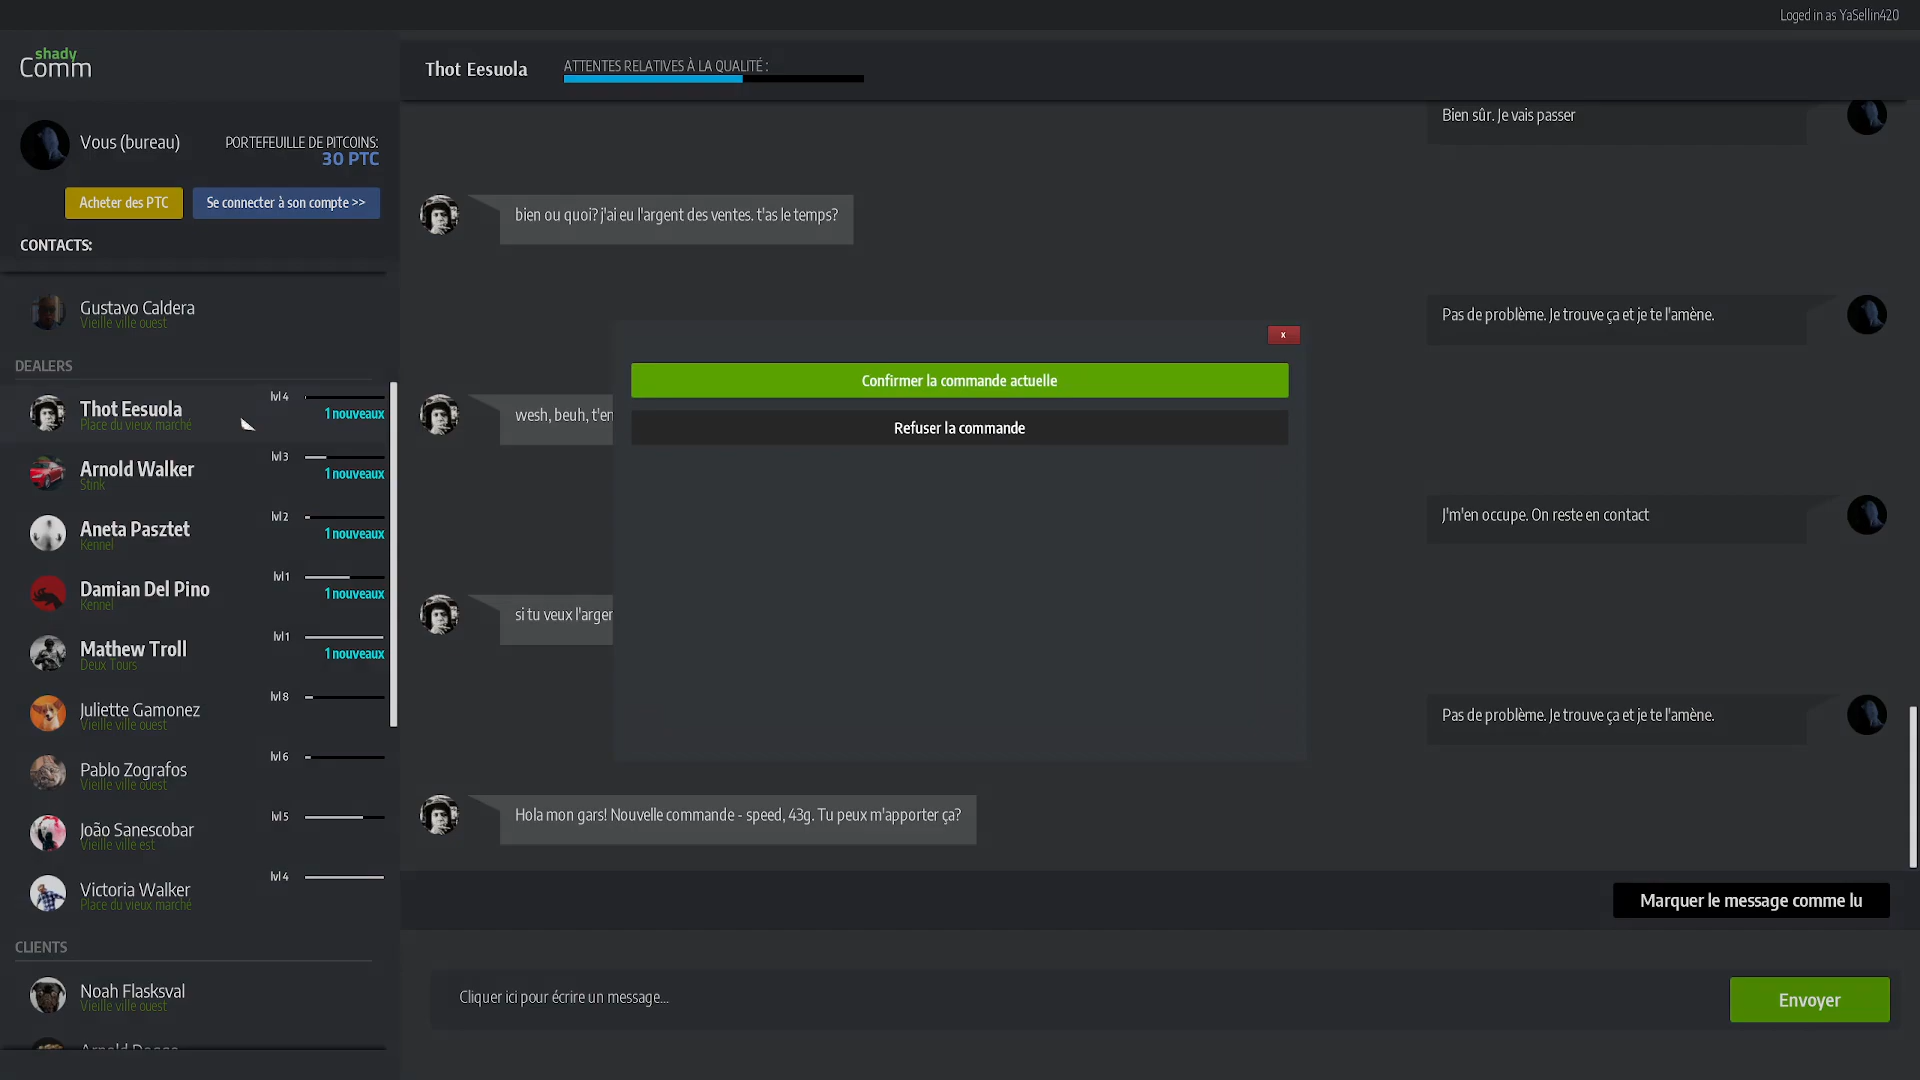 Loged in as YaSellin420
shady
Comm
Vous (bureau)
PORTEFEUILLE DE PITCOINS:
30 PTC
Acheter des PTC
Se connecter à son compte >>
CONTACTS:
Gustavo Caldera
Vieille ville ouest
DEALERS
Thot Eesuola
Place du vieux marché
lvl 4
1 nouveaux
Arnold Walker
Stink
lvl 3
1 nouveaux
Aneta Pasztet
Kennel
lvl 2
1 nouveaux
Damian Del Pino
Kennel
lvl 1
1 nouveaux
Mathew Troll
Deux Tours
lvl 1
1 nouveaux
Juliette Gamonez
Vieille ville ouest
lvl 8
Pablo Zografos
Vieille ville ouest
lvl 6
João Sanescobar
Vieille ville est
lvl 5
Victoria Walker
Place du vieux marché
lvl 4
CLIENTS
Noah Flasksval
Vieille ville ouest
Thot Eesuola
ATTENTES RELATIVES À LA QUALITÉ :
Bien sûr. Je vais passer
bien ou quoi? j'ai eu l'argent des ventes. t'as le temps?
Pas de problème. Je trouve ça et je te l'amène.
x
Confirmer la commande actuelle
Refuser la commande
wesh, beuh, t'en
J'm'en occupe. On reste en contact
si tu veux l'arger
Pas de problème. Je trouve ça et je te l'amène.
Hola mon gars! Nouvelle commande - speed, 43g. Tu peux m'apporter ça?
Marquer le message comme lu
Cliquer ici pour écrire un message...
Envoyer